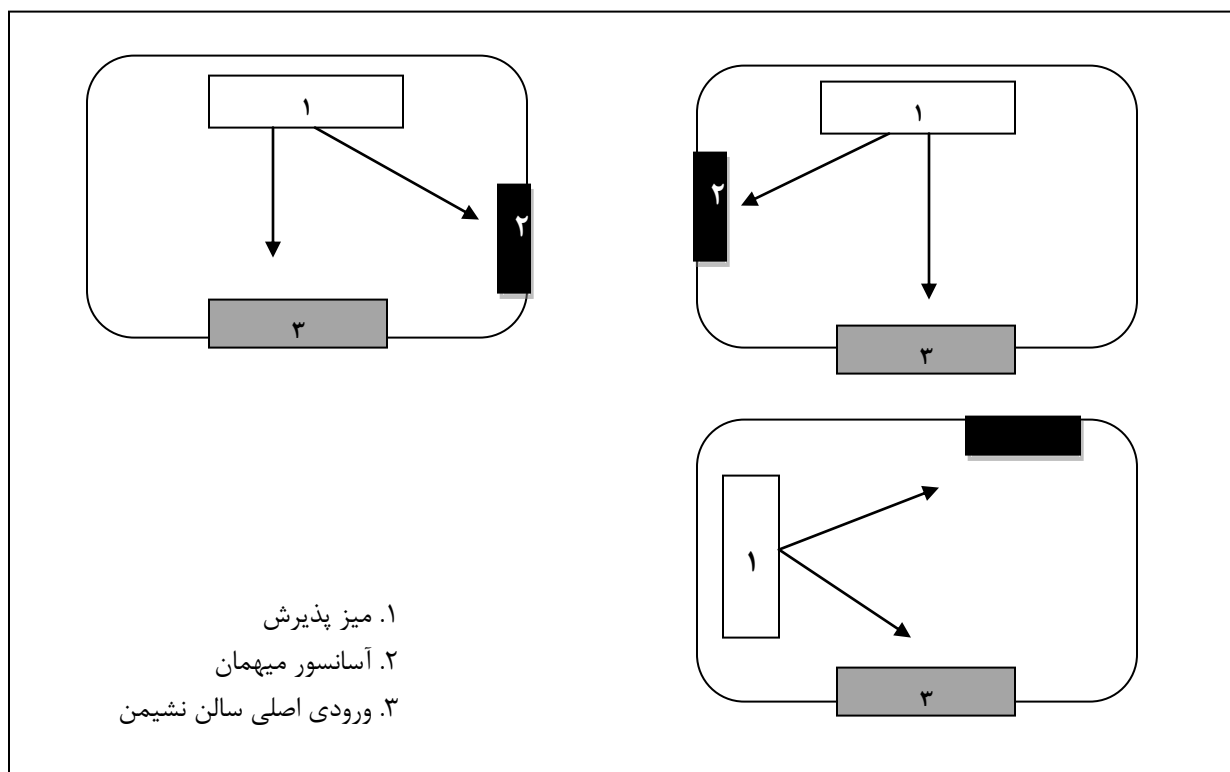 ۱
۱
۲
۲
۳
۳
۱
۳
۱. میز پذیرش
۲. آسانسور میهمان
۳. ورودی اصلی سالن نشیمن